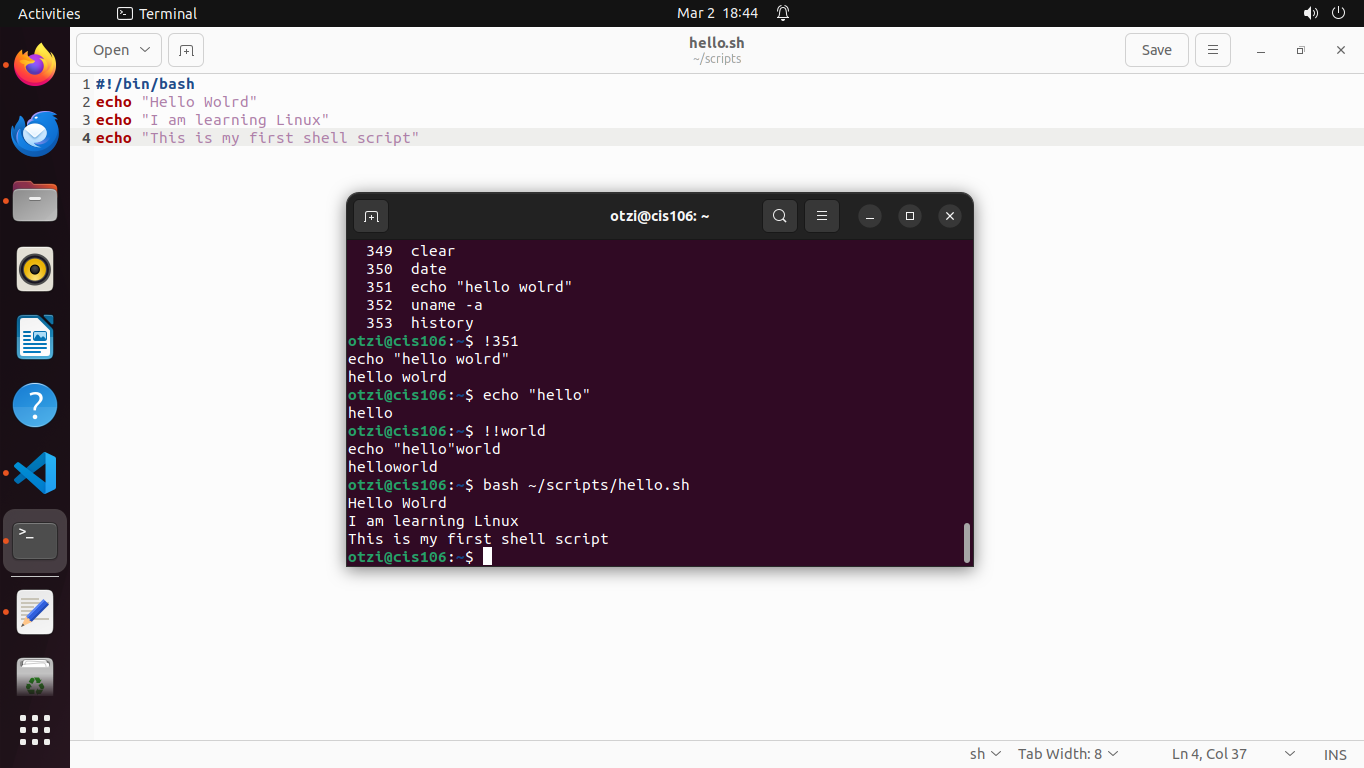 Activities
Terminal
Mar 2 18:44
Open
hello.sh
~/scripts
Save
1 #!/bin/bash
2 echo "Hello Wolrd"
3 echo "I am learning Linux"
4 echo "This is my first shell script"
otzi@cis106: ~
349 clear
350 date
351 echo "hello wolrd"
352 uname -a
353 history
otzi@cis106:~$ !351
echo "hello wolrd"
hello wolrd
otzi@cis106:~$ echo "hello"
hello
otzi@cis106:~$ !!world
echo "hello"world
helloworld
otzi@cis106:~$ bash ~/scripts/hello.sh
Hello Wolrd
I am learning Linux
This is my first shell script
otzi@cis106:~$
sh
Tab Width: 8
Ln 4, Col 37
INS